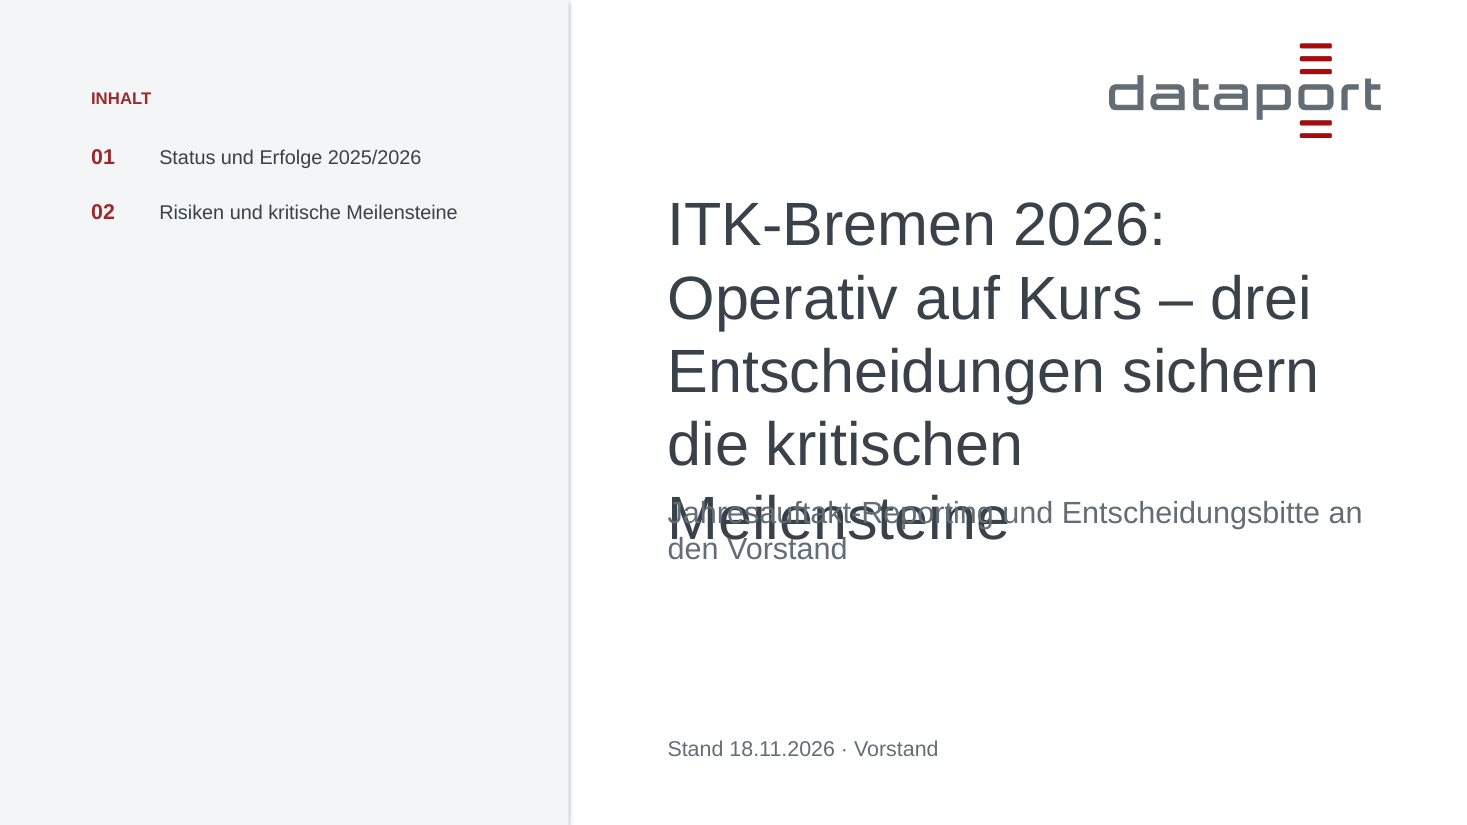 INHALT
01 Status und Erfolge 2025/2026
02 Risiken und kritische Meilensteine
dataport
ITK-Bremen 2026:
Operativ auf Kurs – drei
Entscheidungen sichern
die kritischen
Meilensteine
Jahresauftakt-Reporting und Entscheidungsbitte an
den Vorstand
Stand 18.11.2026 · Vorstand